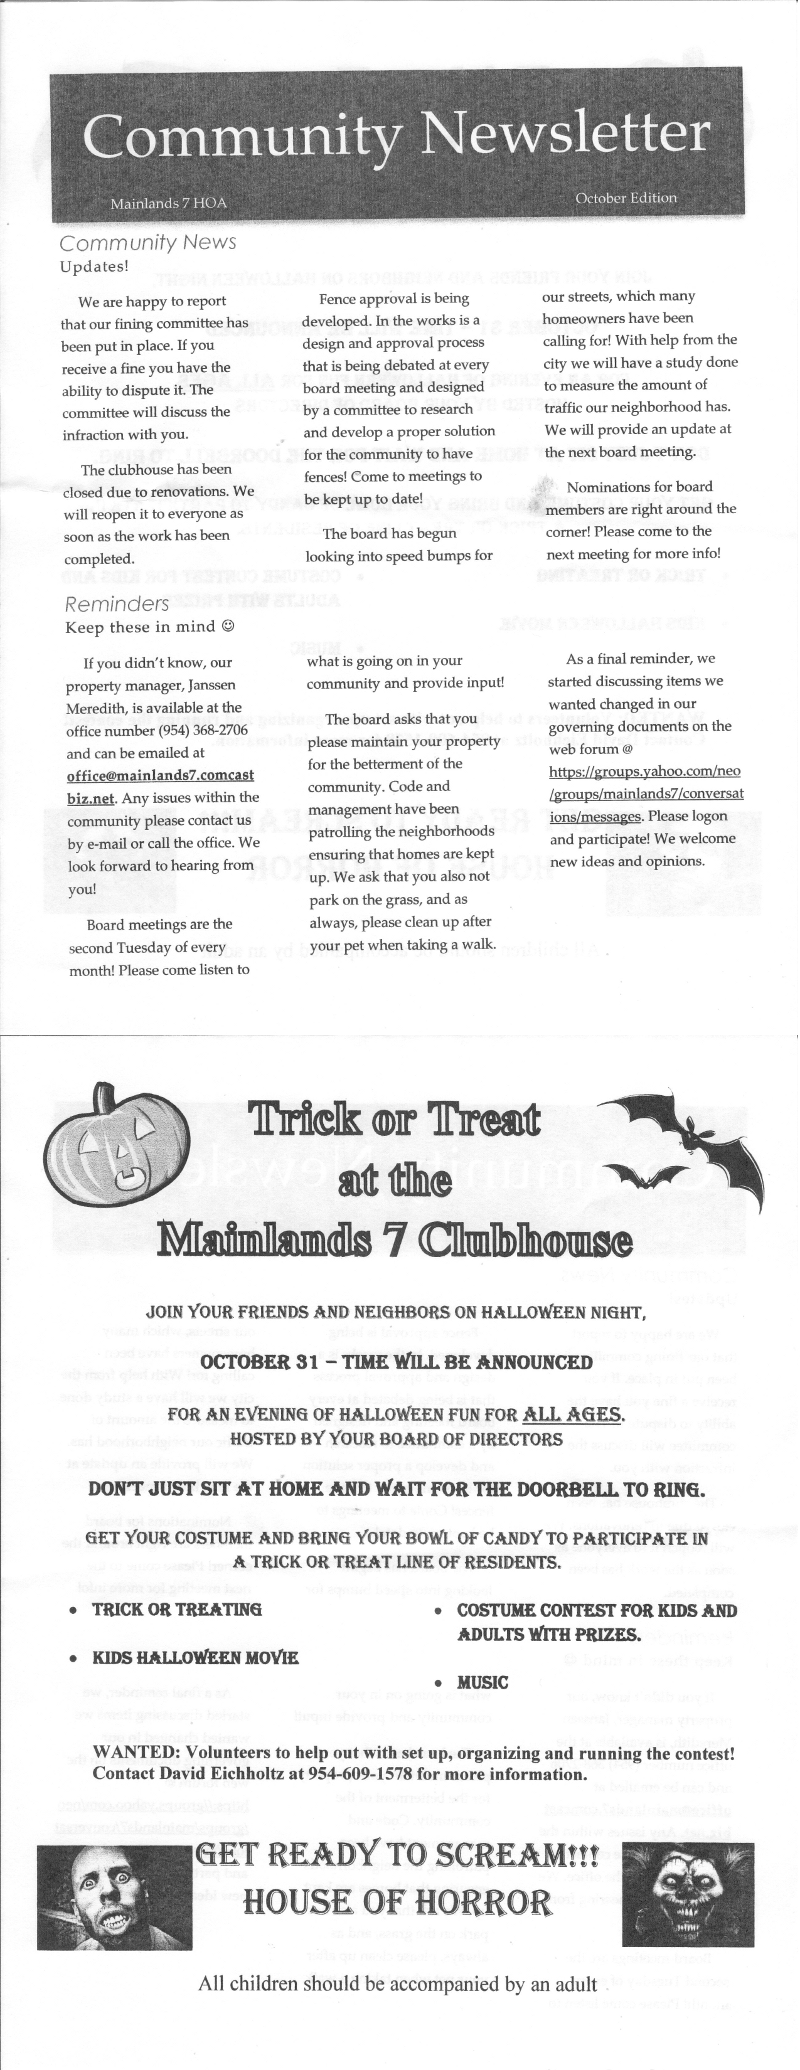 Community Newsletter
Mainlands 7 HOA
October Edition
Community News
Updates!
We are happy to report
that our fining committee has
been put in place. If you
receive a fine you have the
ability to dispute it. The
committee will discuss the
infraction with you.
The clubhouse has been
closed due to renovations. We
will reopen it to everyone as
soon as the work has been
completed.
Fence approval is being
developed. In the works is a
design and approval process
that is being debated at every
board meeting and designed
by a committee to research
and develop a proper solution
for the community to have
fences! Come to meetings to
be kept up to date!
The board has begun
looking into speed bumps for
our streets, which many
homeowners have been
calling for! With help from the
city we will have a study done
to measure the amount of
traffic our neighborhood has.
We will provide an update at
the next board meeting.
Nominations for board
members are right around the
corner! Please come to the
next meeting for more info!
Reminders
Keep these in mind ☺
If you didn't know, our
property manager, Janssen
Meredith, is available at the
office number (954) 368-2706
and can be emailed at
office@mainlands7.comcast
biz.net. Any issues within the
community please contact us
by e-mail or call the office. We
look forward to hearing from
you!
Board meetings are the
second Tuesday of every
month! Please come listen to
what is going on in your
community and provide input!
The board asks that you
please maintain your property
for the betterment of the
community. Code and
management have been
patrolling the neighborhoods
ensuring that homes are kept
up. We ask that you also not
park on the grass, and as
always, please clean up after
your pet when taking a walk.
As a final reminder, we
started discussing items we
wanted changed in our
governing documents on the
web forum @
https://groups.yahoo.com/neo
/groups/mainlands7/conversat
ions/messages. Please logon
and participate! We welcome
new ideas and opinions.
Trick or Treat
at the
Mainlands 7 Clubhouse
JOIN YOUR FRIENDS AND NEIGHBORS ON HALLOWEEN NIGHT,
OCTOBER 31 – TIME WILL BE ANNOUNCED
FOR AN EVENING OF HALLOWEEN FUN FOR ALL AGES.
HOSTED BY YOUR BOARD OF DIRECTORS
DON'T JUST SIT AT HOME AND WAIT FOR THE DOORBELL TO RING.
GET YOUR COSTUME AND BRING YOUR BOWL OF CANDY TO PARTICIPATE IN
A TRICK OR TREAT LINE OF RESIDENTS.
• TRICK OR TREATING
• KIDS HALLOWEEN MOVIE
• COSTUME CONTEST FOR KIDS AND
ADULTS WITH PRIZES.
• MUSIC
WANTED: Volunteers to help out with set up, organizing and running the contest!
Contact David Eichholtz at 954-609-1578 for more information.
GET READY TO SCREAM!!!
HOUSE OF HORROR
All children should be accompanied by an adult